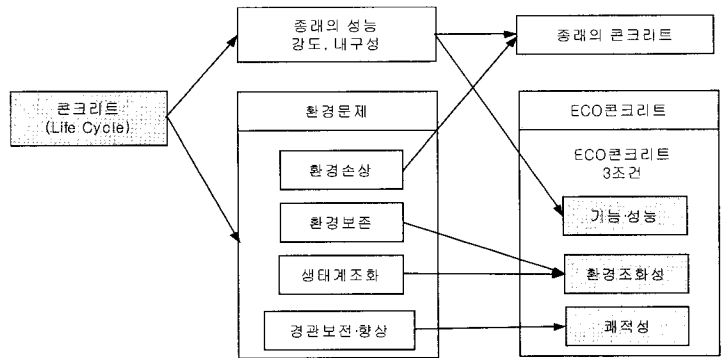 종래의 성능
강도, 내구성
종래의 콘크리트
콘크리트
(Life Cycle)
환경문제
환경손상
환경보존
생태계조화
경관보전·향상
ECO콘크리트
ECO콘크리트
3조건
기능·성능
환경조화성
쾌적성